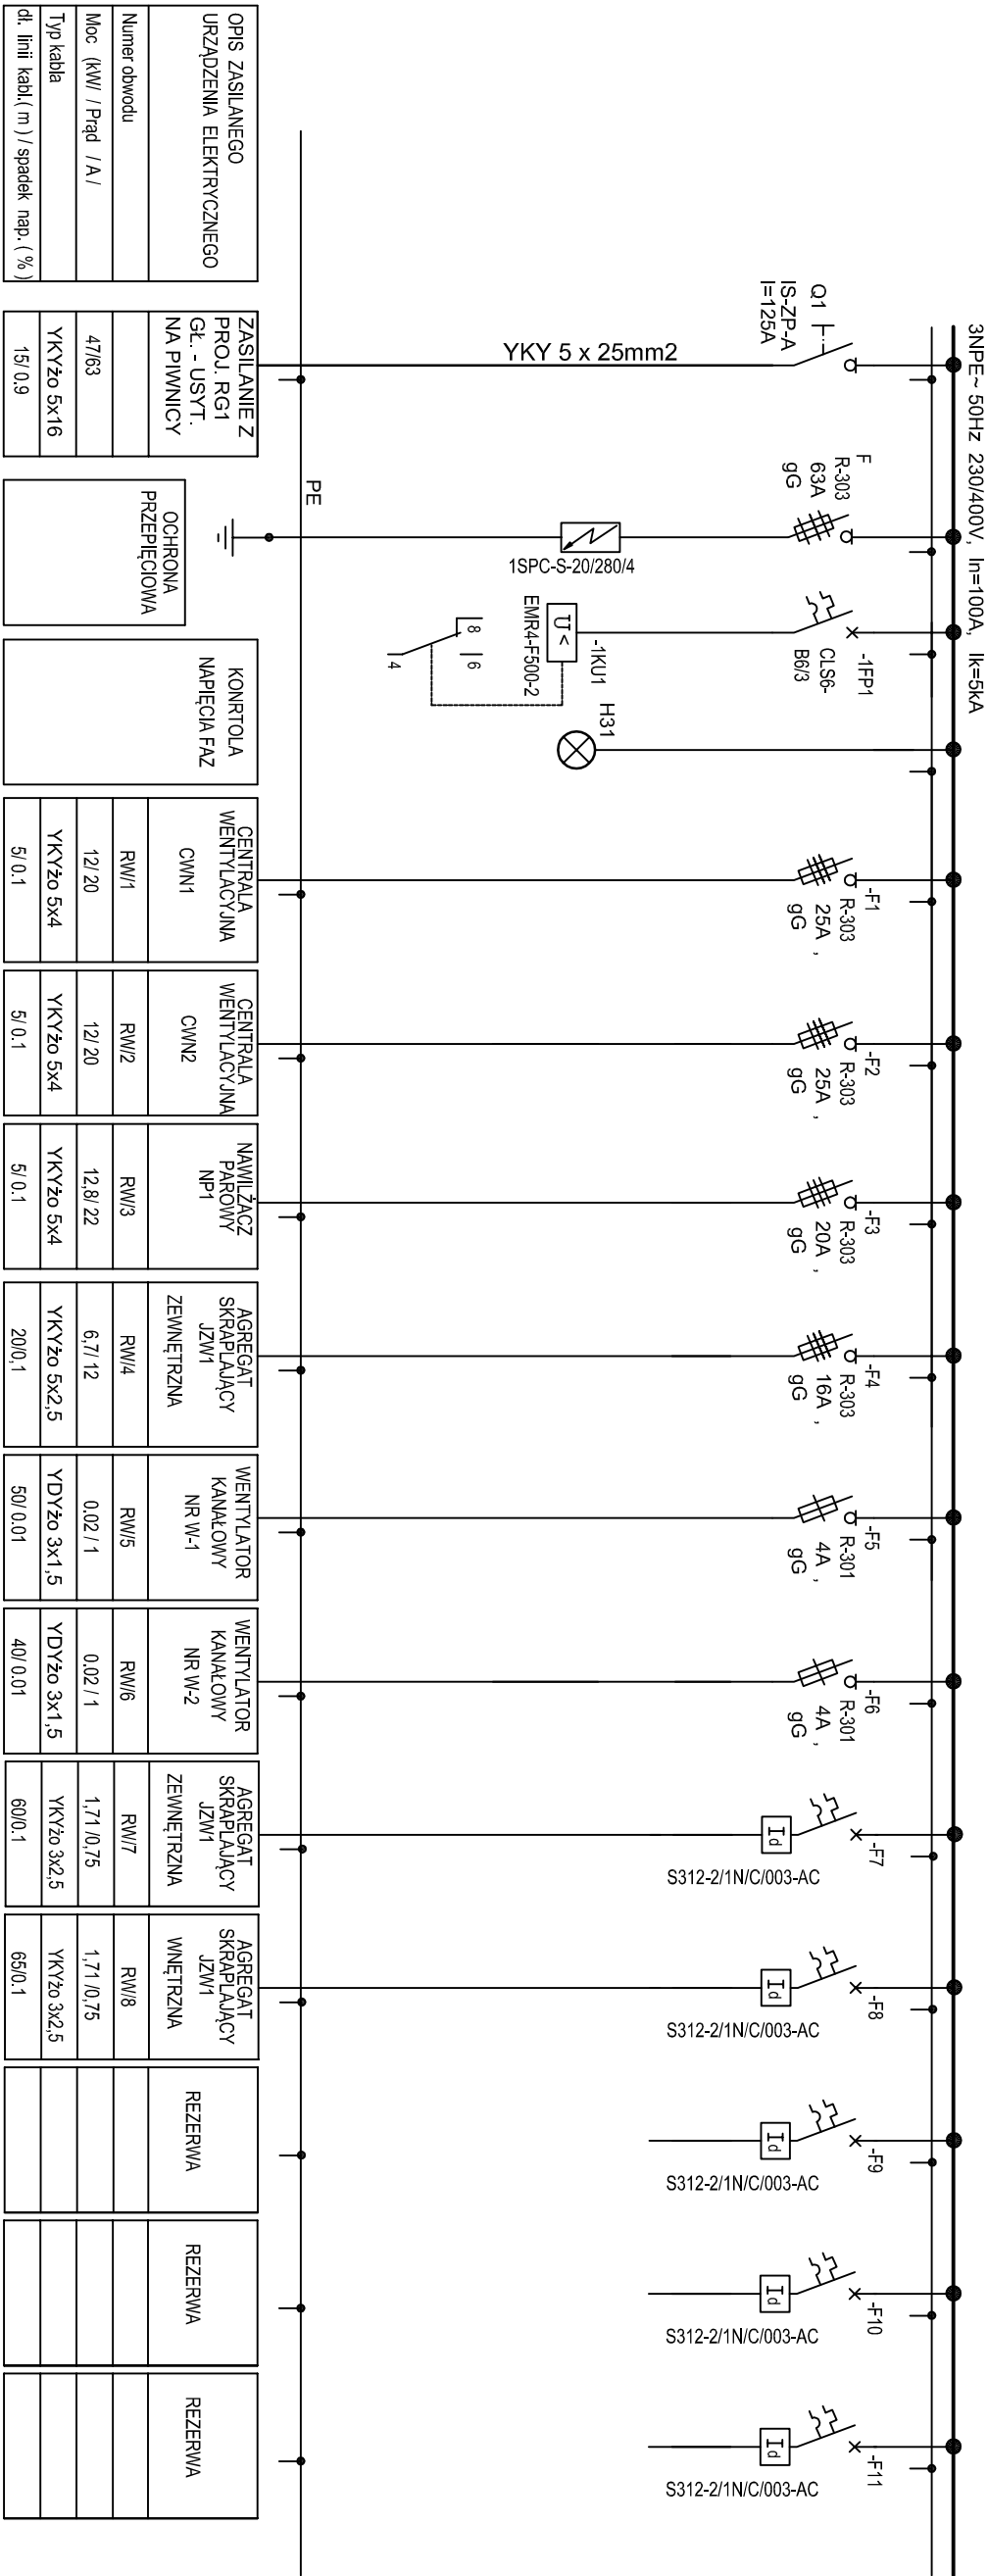 3NPE~ 50Hz 230/400V, In=100A, Ik=5kA
Q1
IS-ZP-A
I=125A
YKY 5 x 25mm2
F
R-303
63A
gG
1SPC-S-20/280/4
-1FP1
CLS6-
B6/3
-1KU1
U <
EMR4-F500-2
8
6
4
H31
-F1
R-303
25A ,
gG
-F2
R-303
25A ,
gG
-F3
R-303
20A ,
gG
-F4
R-303
16A ,
gG
-F5
R-301
4A ,
gG
-F6
R-301
4A ,
gG
-F7
Id
S312-2/1N/C/003-AC
-F8
Id
S312-2/1N/C/003-AC
-F9
Id
S312-2/1N/C/003-AC
-F10
Id
S312-2/1N/C/003-AC
-F11
Id
S312-2/1N/C/003-AC
PE
OPIS ZASILANEGO
URZĄDZENIA ELEKTRYCZNEGO
Numer obwodu
Moc (kW/ / Prąd / A /
Typ kabla
dł. linii kabl.( m ) / spadek nap. ( % )
ZASILANIE Z
PROJ. RG1
GŁ. - USYT.
NA PIWNICY
47/63
YKYżo 5x16
15/ 0.9
OCHRONA
PRZEPIĘCIOWA
KONRTOLA
NAPIĘCIA FAZ
CENTRALA
WENTYLACYJNA
CWN1
RW/1
12/ 20
YKYżo 5x4
5/ 0.1
CENTRALA
WENTYLACYJNA
CWN2
RW/2
12/ 20
YKYżo 5x4
5/ 0.1
NAWILŻACZ
PAROWY
NP1
RW/3
12,8/ 22
YKYżo 5x4
5/ 0.1
AGREGAT
SKRAPLAJĄCY
JZW1
ZEWNĘTRZNA
RW/4
6,7/ 12
YKYżo 5x2,5
20/0,1
WENTYLATOR
KANAŁOWY
NR W-1
RW/5
0.02 / 1
YDYżo 3x1,5
50/ 0.01
WENTYLATOR
KANAŁOWY
NR W-2
RW/6
0.02 / 1
YDYżo 3x1,5
40/ 0.01
AGREGAT
SKRAPLAJĄCY
JZW1
ZEWNĘTRZNA
RW/7
1,71 /0,75
YKYżo 3x2,5
60/0.1
AGREGAT
SKRAPLAJĄCY
JZW1
WNĘTRZNA
RW/8
1,71 /0,75
YKYżo 3x2,5
65/0.1
REZERWA
REZERWA
REZERWA